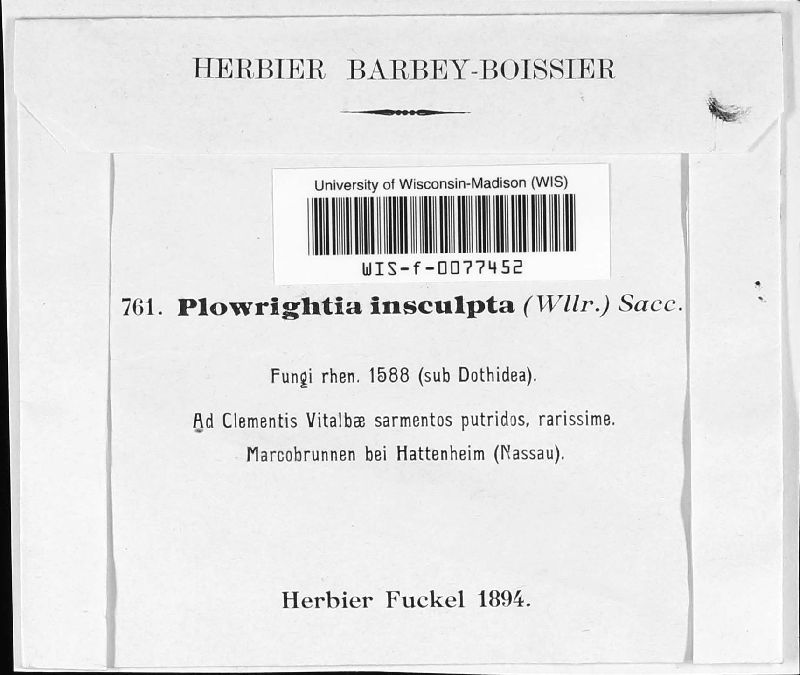 HERBIER BARBEY-BOISSIER
University of Wisconsin-Madison (WIS)
WIS-f-0077452
761. Plowrightia insculpta (Wllr.) Sacc.
Fungi rhen. 1588 (sub Dothidea).
Ad Clementis Vitalbæ sarmentos putridos, rarissime.
Marcobrunnen bei Hattenheim (Nassau).
Herbier Fuckel 1894.